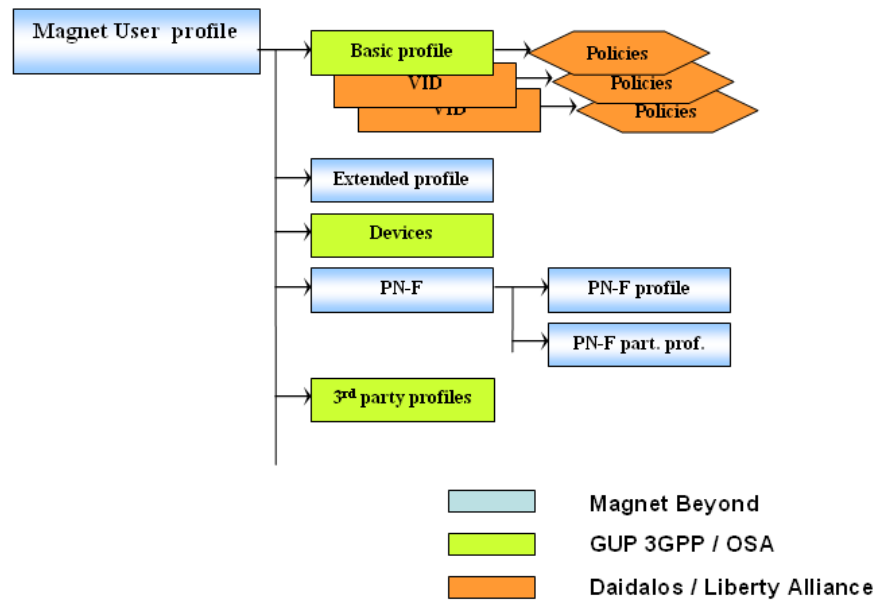 Magnet User profile
Basic profile
Policies
VID
Policies
VID
Policies
Extended profile
Devices
PN-F
PN-F profile
PN-F part. prof.
3rd party profiles
Magnet Beyond
GUP 3GPP / OSA
Daidalos / Liberty Alliance